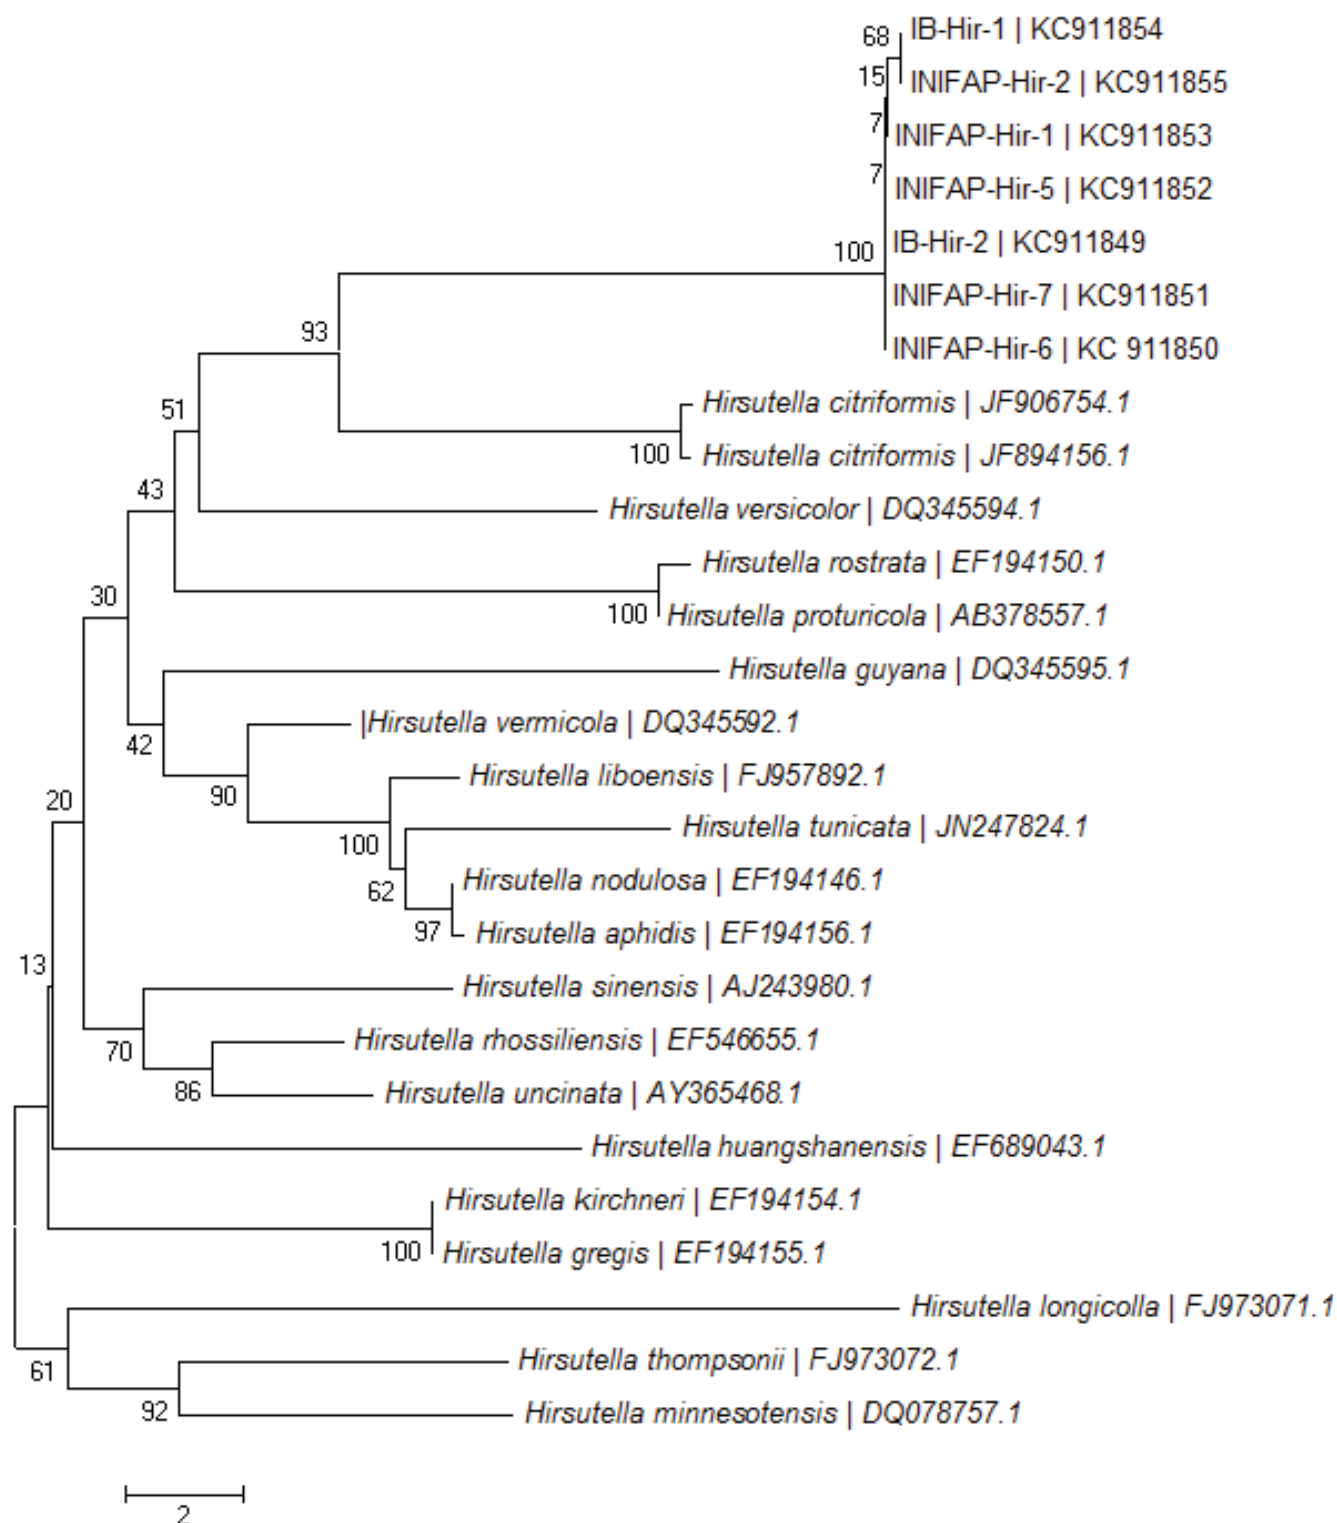 68
IB-Hir-1 | KC911854
15
INIFAP-Hir-2 | KC911855
7
INIFAP-Hir-1 | KC911853
7
INIFAP-Hir-5 | KC911852
100
IB-Hir-2 | KC911849
INIFAP-Hir-7 | KC911851
93
INIFAP-Hir-6 | KC 911850
51
Hirsutella citriformis | JF906754.1
100
Hirsutella citriformis | JF894156.1
43
Hirsutella versicolor | DQ345594.1
Hirsutella rostrata | EF194150.1
30
100
Hirsutella proturicola | AB378557.1
Hirsutella guyana | DQ345595.1
42
|Hirsutella vermicola | DQ345592.1
90
Hirsutella liboensis | FJ957892.1
20
100
Hirsutella tunicata | JN247824.1
62
Hirsutella nodulosa | EF194146.1
97
Hirsutella aphidis | EF194156.1
13
Hirsutella sinensis | AJ243980.1
70
Hirsutella rhossiliensis | EF546655.1
86
Hirsutella uncinata | AY365468.1
Hirsutella huangshanensis | EF689043.1
Hirsutella kirchneri | EF194154.1
100
Hirsutella gregis | EF194155.1
Hirsutella longicolla | FJ973071.1
61
Hirsutella thompsonii | FJ973072.1
92
Hirsutella minnesotensis | DQ078757.1
2